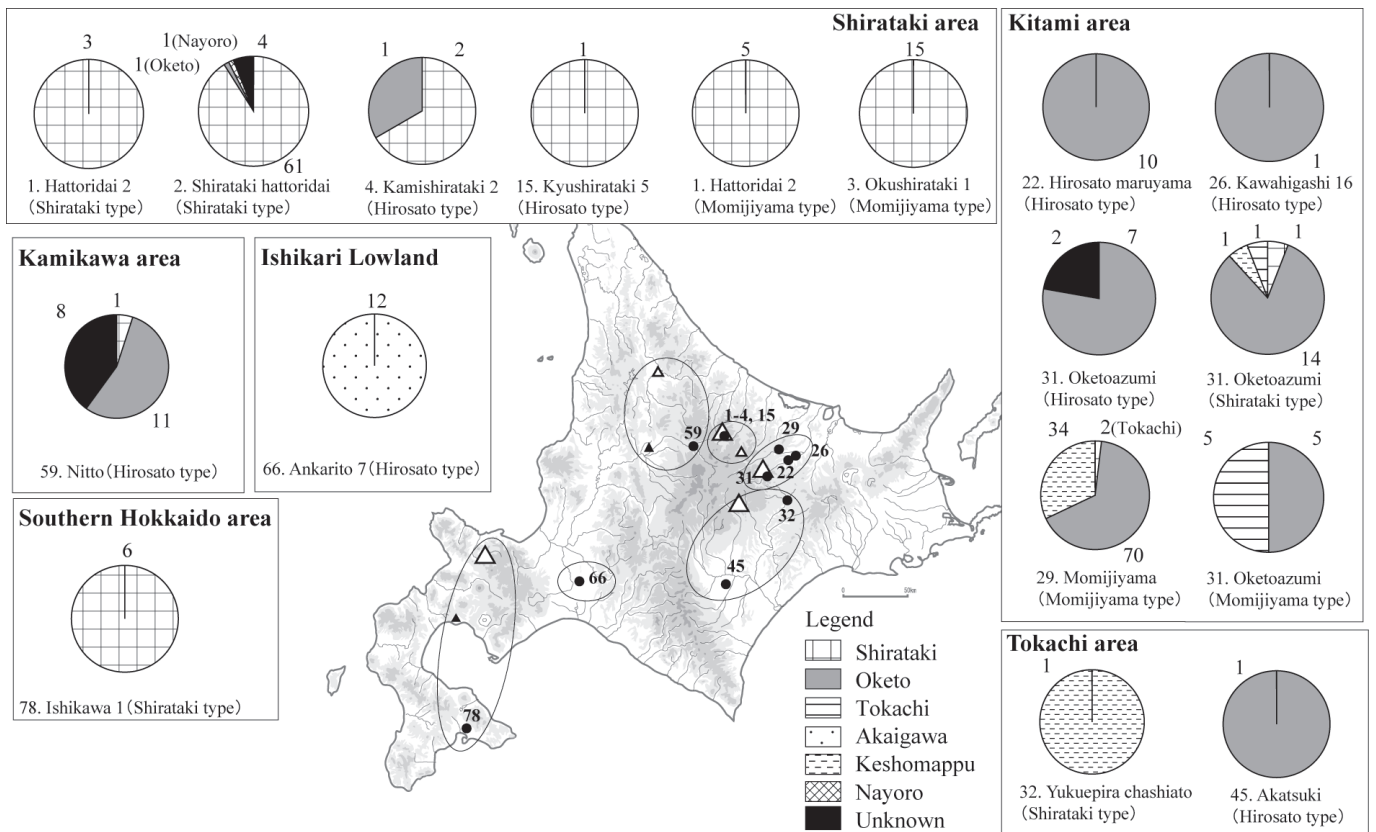 Shirataki area
3
1(Nayoro)
1(Oketo)
4
61
1
2
1
5
15
1. Hattoridai 2
(Shirataki type)
2. Shirataki hattoridai
(Shirataki type)
4. Kamishirataki 2
(Hirosato type)
15. Kyushirataki 5
(Hirosato type)
1. Hattoridai 2
(Momijiyama type)
3. Okushirataki 1
(Momijiyama type)
Kitami area
10
1
22. Hirosato maruyama
(Hirosato type)
26. Kawahigashi 16
(Hirosato type)
2
7
1
1
1
14
31. Oketoazumi
(Hirosato type)
31. Oketoazumi
(Shirataki type)
34
2(Tokachi)
70
5
5
29. Momijiyama
(Momijiyama type)
31. Oketoazumi
(Momijiyama type)
Kamikawa area
8
1
11
59. Nitto(Hirosato type)
Ishikari Lowland
12
66. Ankarito 7(Hirosato type)
Southern Hokkaido area
6
78. Ishikawa 1(Shirataki type)
Tokachi area
1
1
32. Yukuepira chashiato
(Shirataki type)
45. Akatsuki
(Hirosato type)
1-4, 15
59
29
26
31
22
32
45
66
78
0
50km
Legend
Shirataki
Oketo
Tokachi
Akaigawa
Keshomappu
Nayoro
Unknown